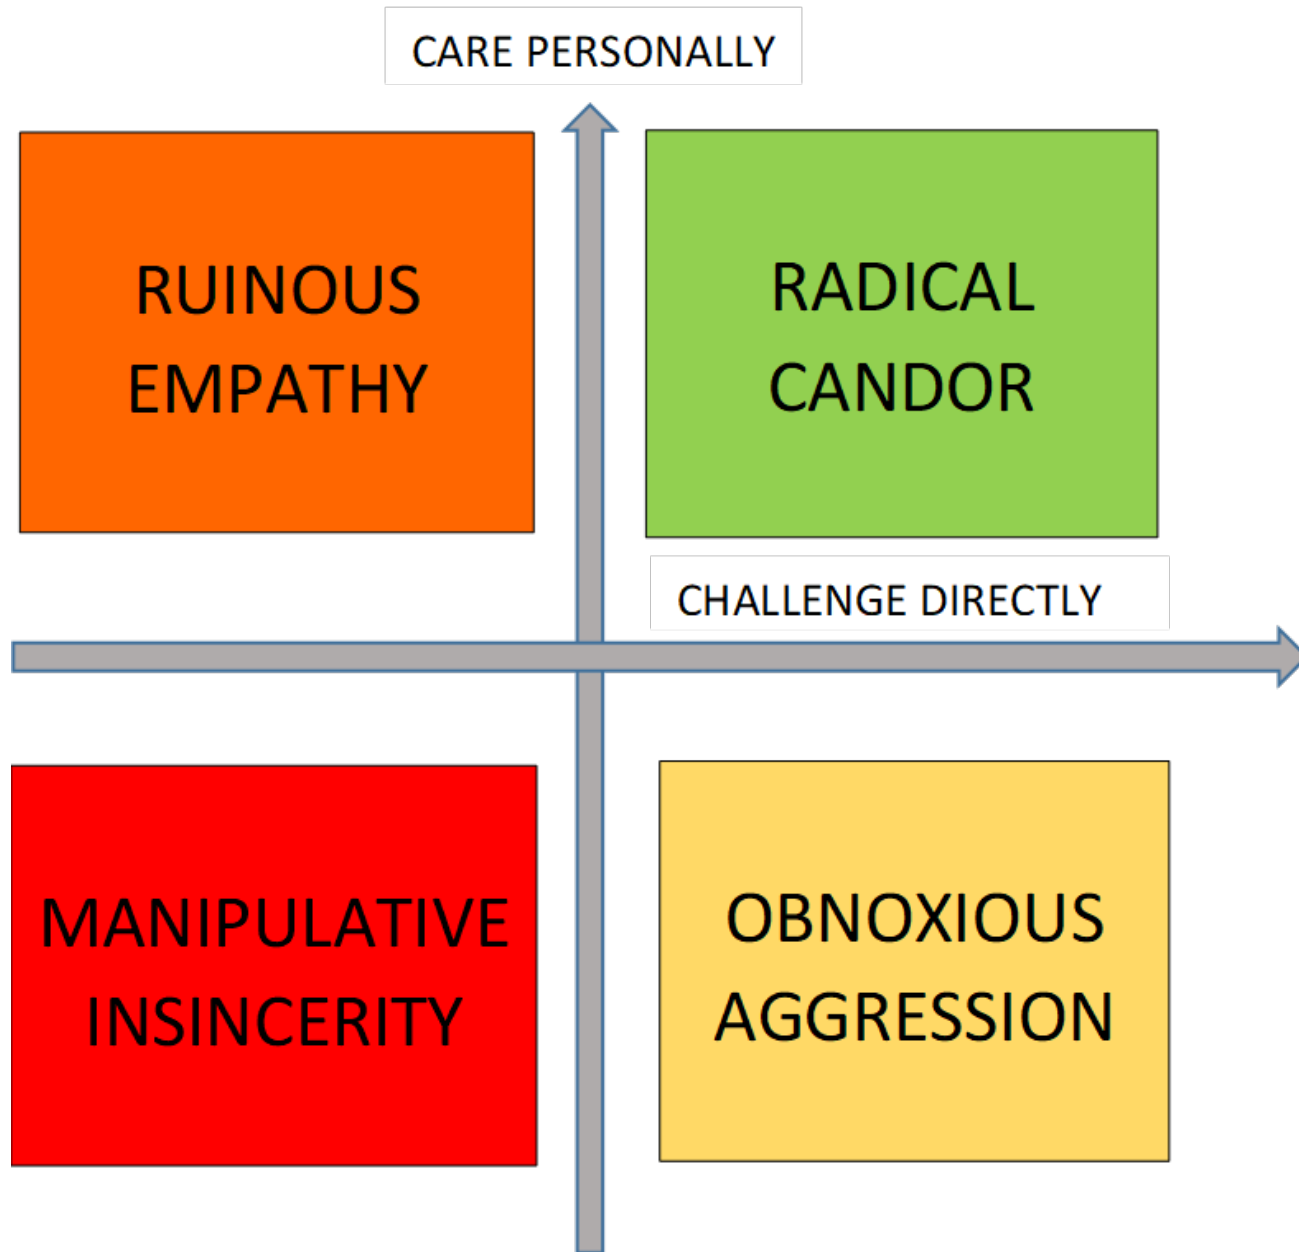 CARE PERSONALLY
RUINOUS
EMPATHY
RADICAL
CANDOR
CHALLENGE DIRECTLY
MANIPULATIVE
INSINCERITY
OBNOXIOUS
AGGRESSION